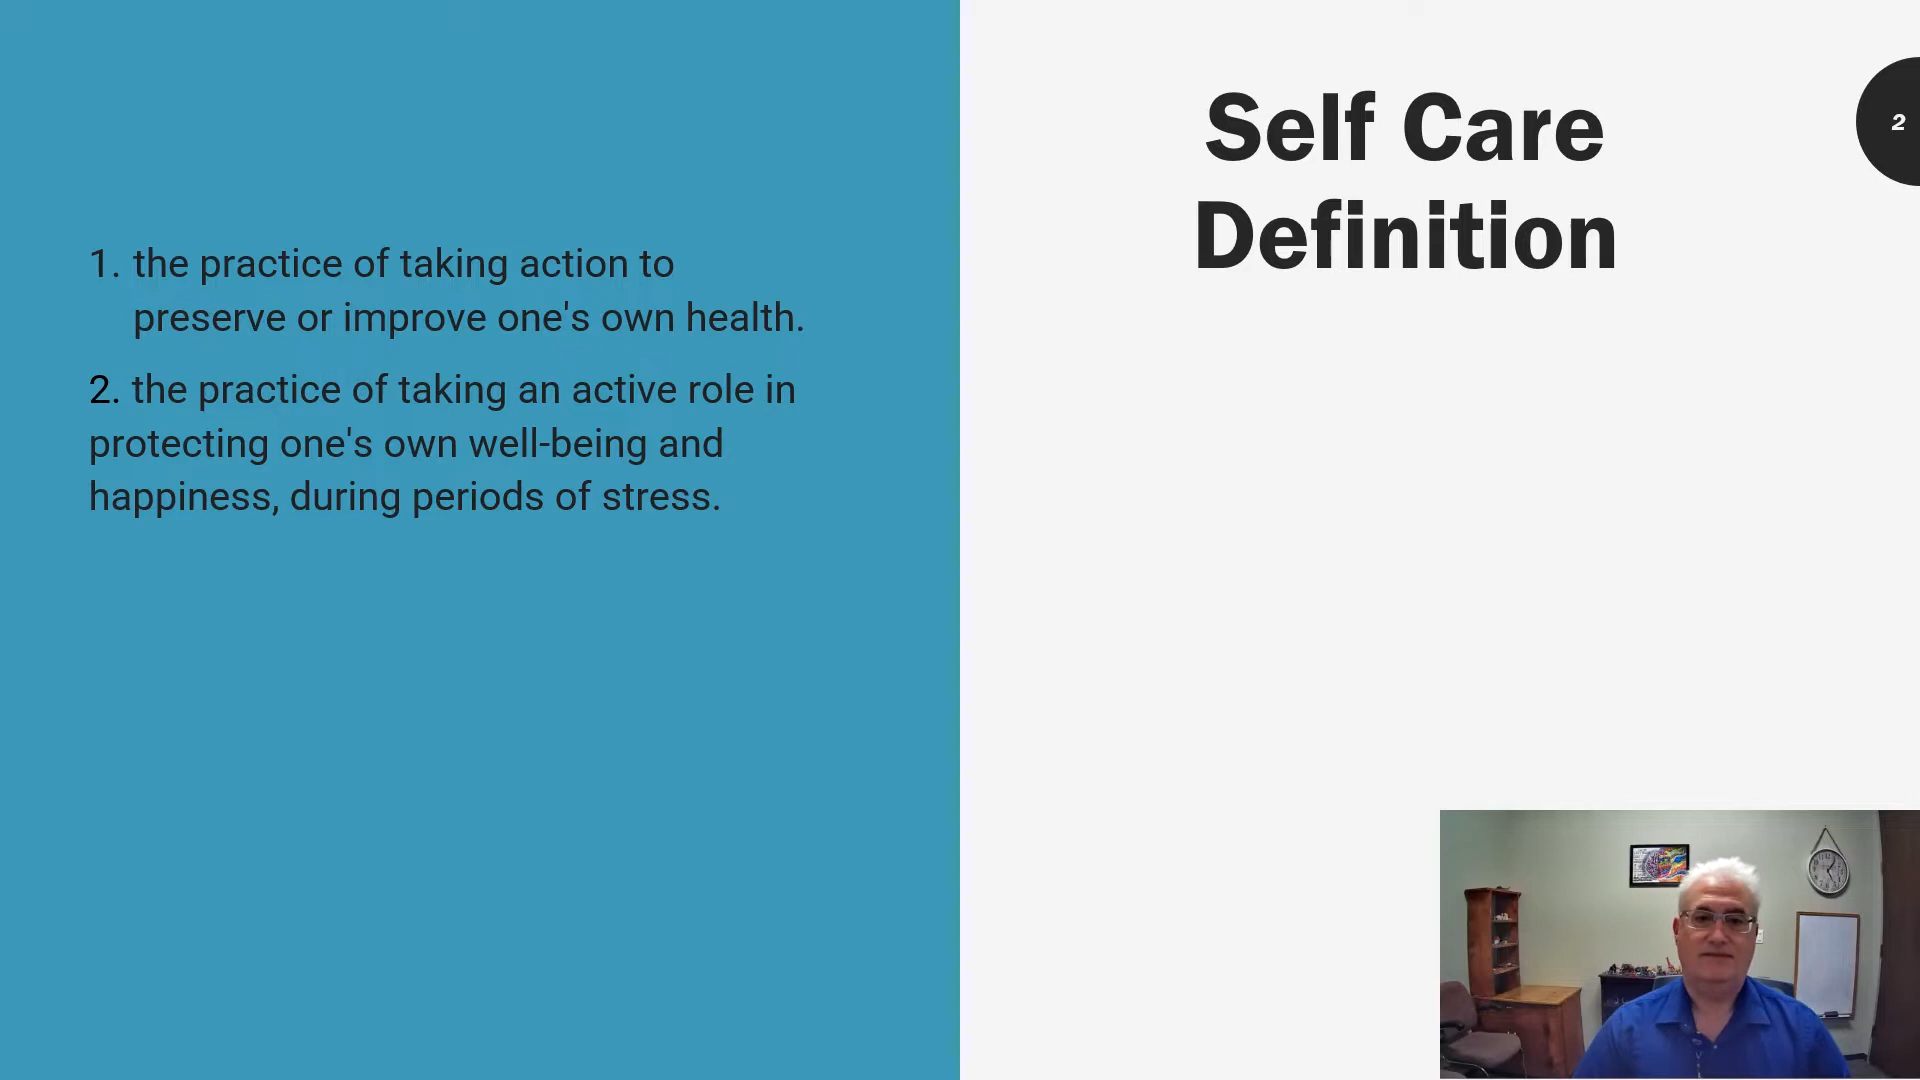 Self Care
Definition
2
1. the practice of taking action to
preserve or improve one's own health.
2. the practice of taking an active role in
protecting one's own well-being and
happiness, during periods of stress.